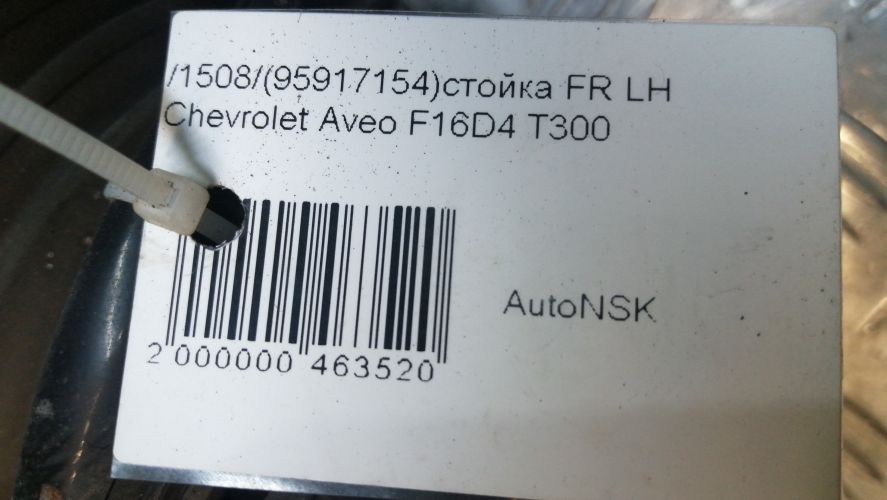 /1508/(95917154)стойка FR LH
Chevrolet Aveo F16D4 T300
AutoNSK
2 000000 463520